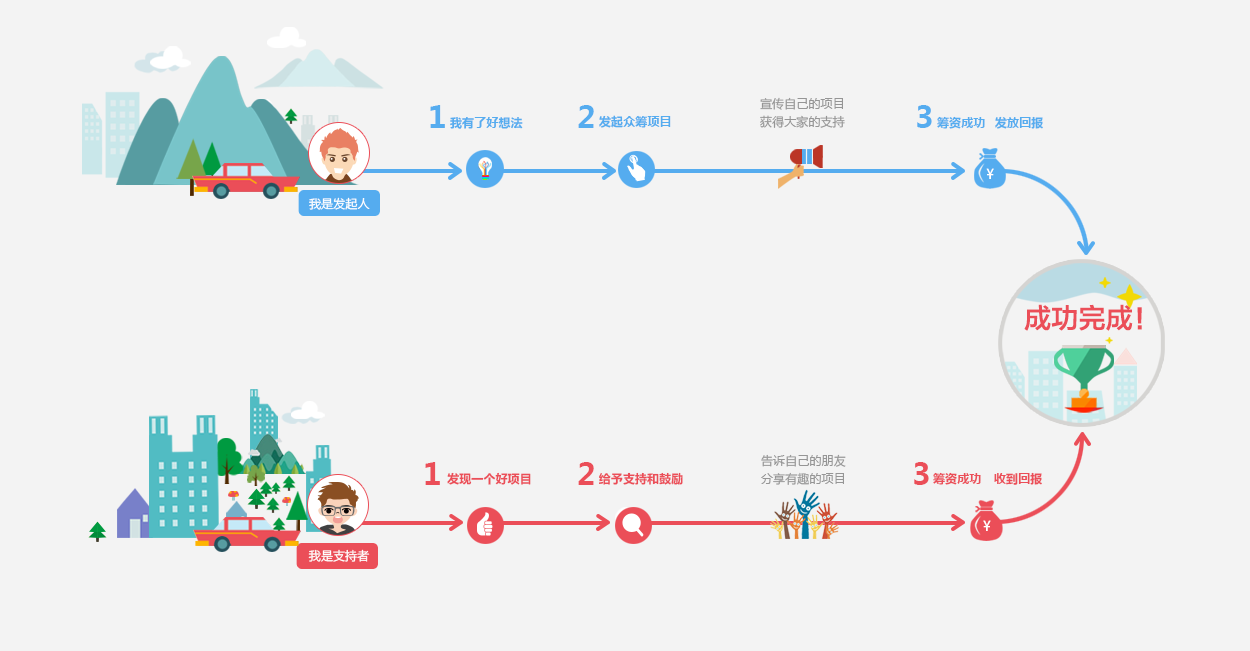 1 我有了好想法
2 发起众筹项目
宣传自己的项目
获得大家的支持
3 筹资成功 发放回报
¥
我是发起人
成功完成!
1 发现一个好项目
2 给予支持和鼓励
告诉自己的朋友
分享有趣的项目
3 筹资成功 收到回报
¥
我是支持者